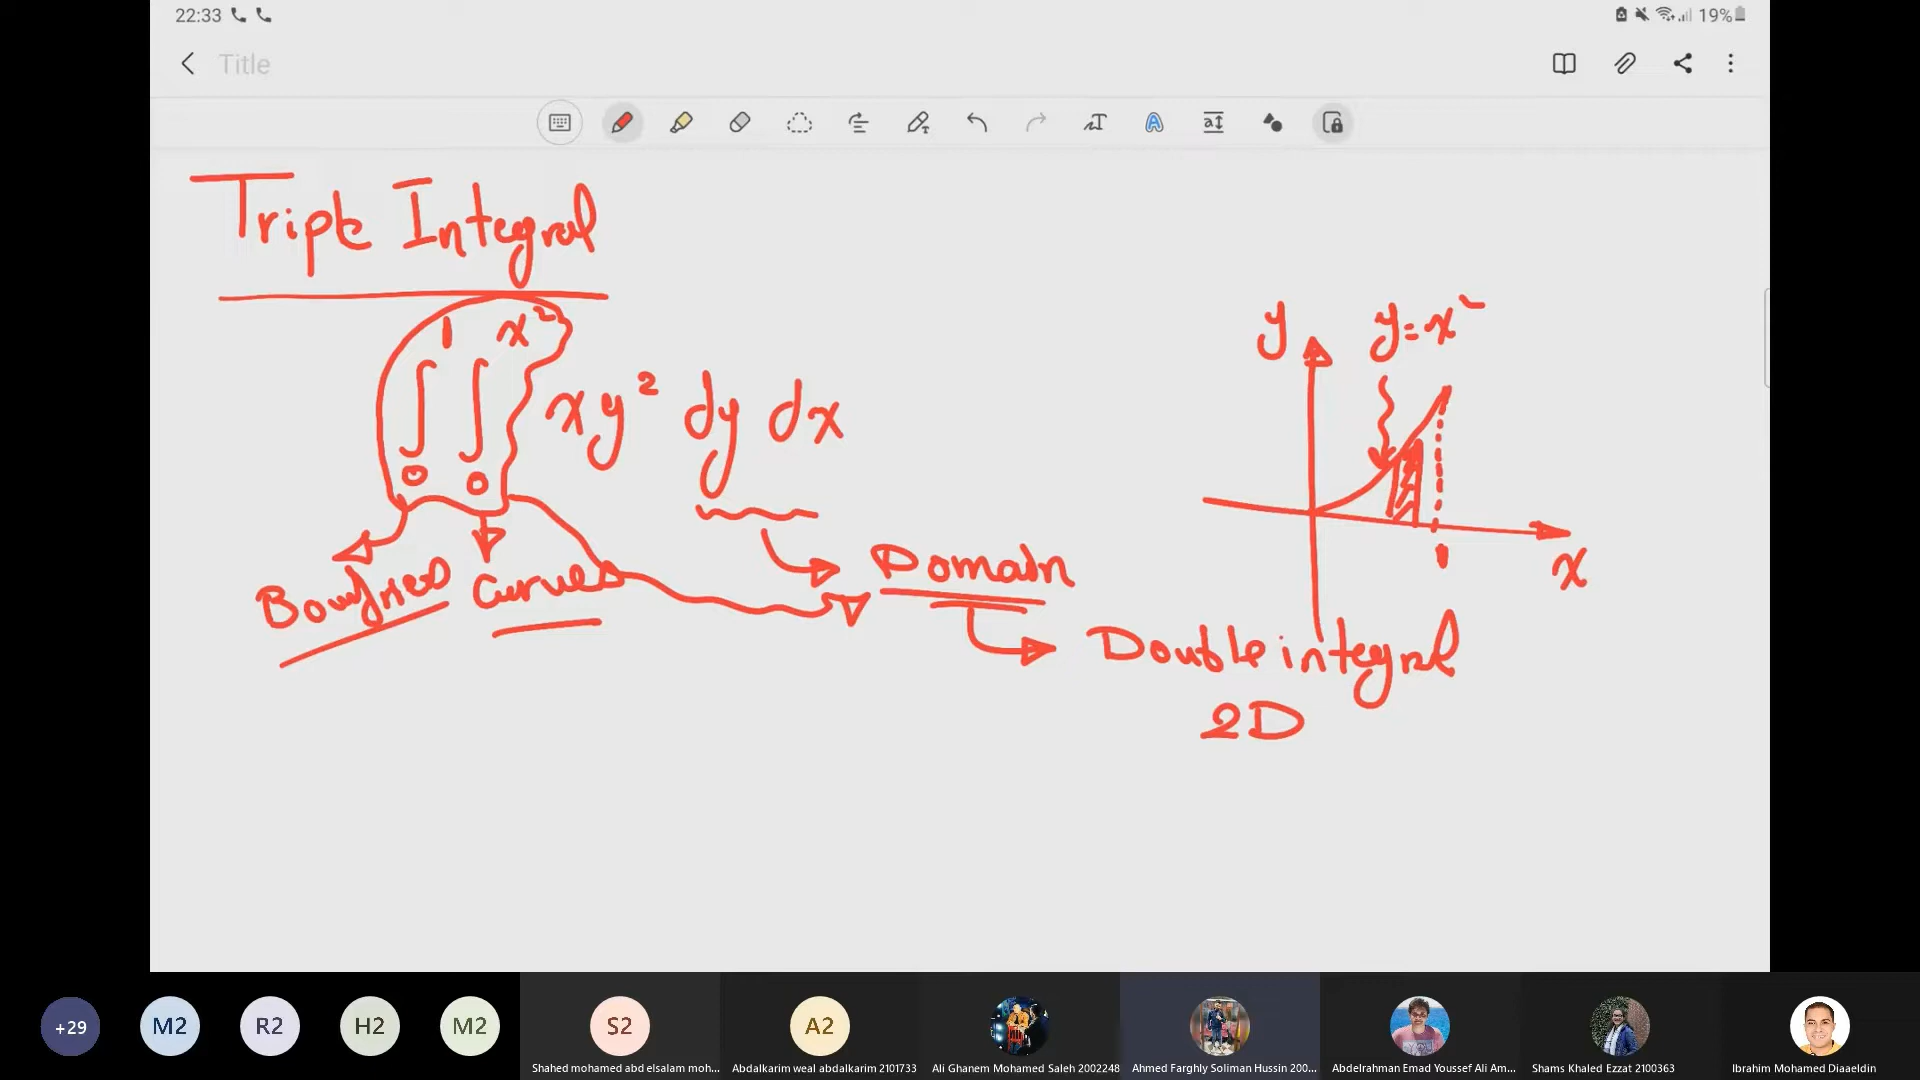 22:33 19%
Title
Triple Integral
1 x²
∫ ∫ xy² dy dx
0 0
y y=x²
1 x
Boundries Curves Domain
Double integral
2D
+29 M2 R2 H2 M2 S2 A2
Shahed mohamed abd elsalam moh... Abdalkarim weal abdalkarim 2101733 Ali Ghanem Mohamed Saleh 2002248 Ahmed Farghly Soliman Hussin 200... Abdelrahman Emad Youssef Ali Am... Shams Khaled Ezzat 2100363 Ibrahim Mohamed Diaaeldin